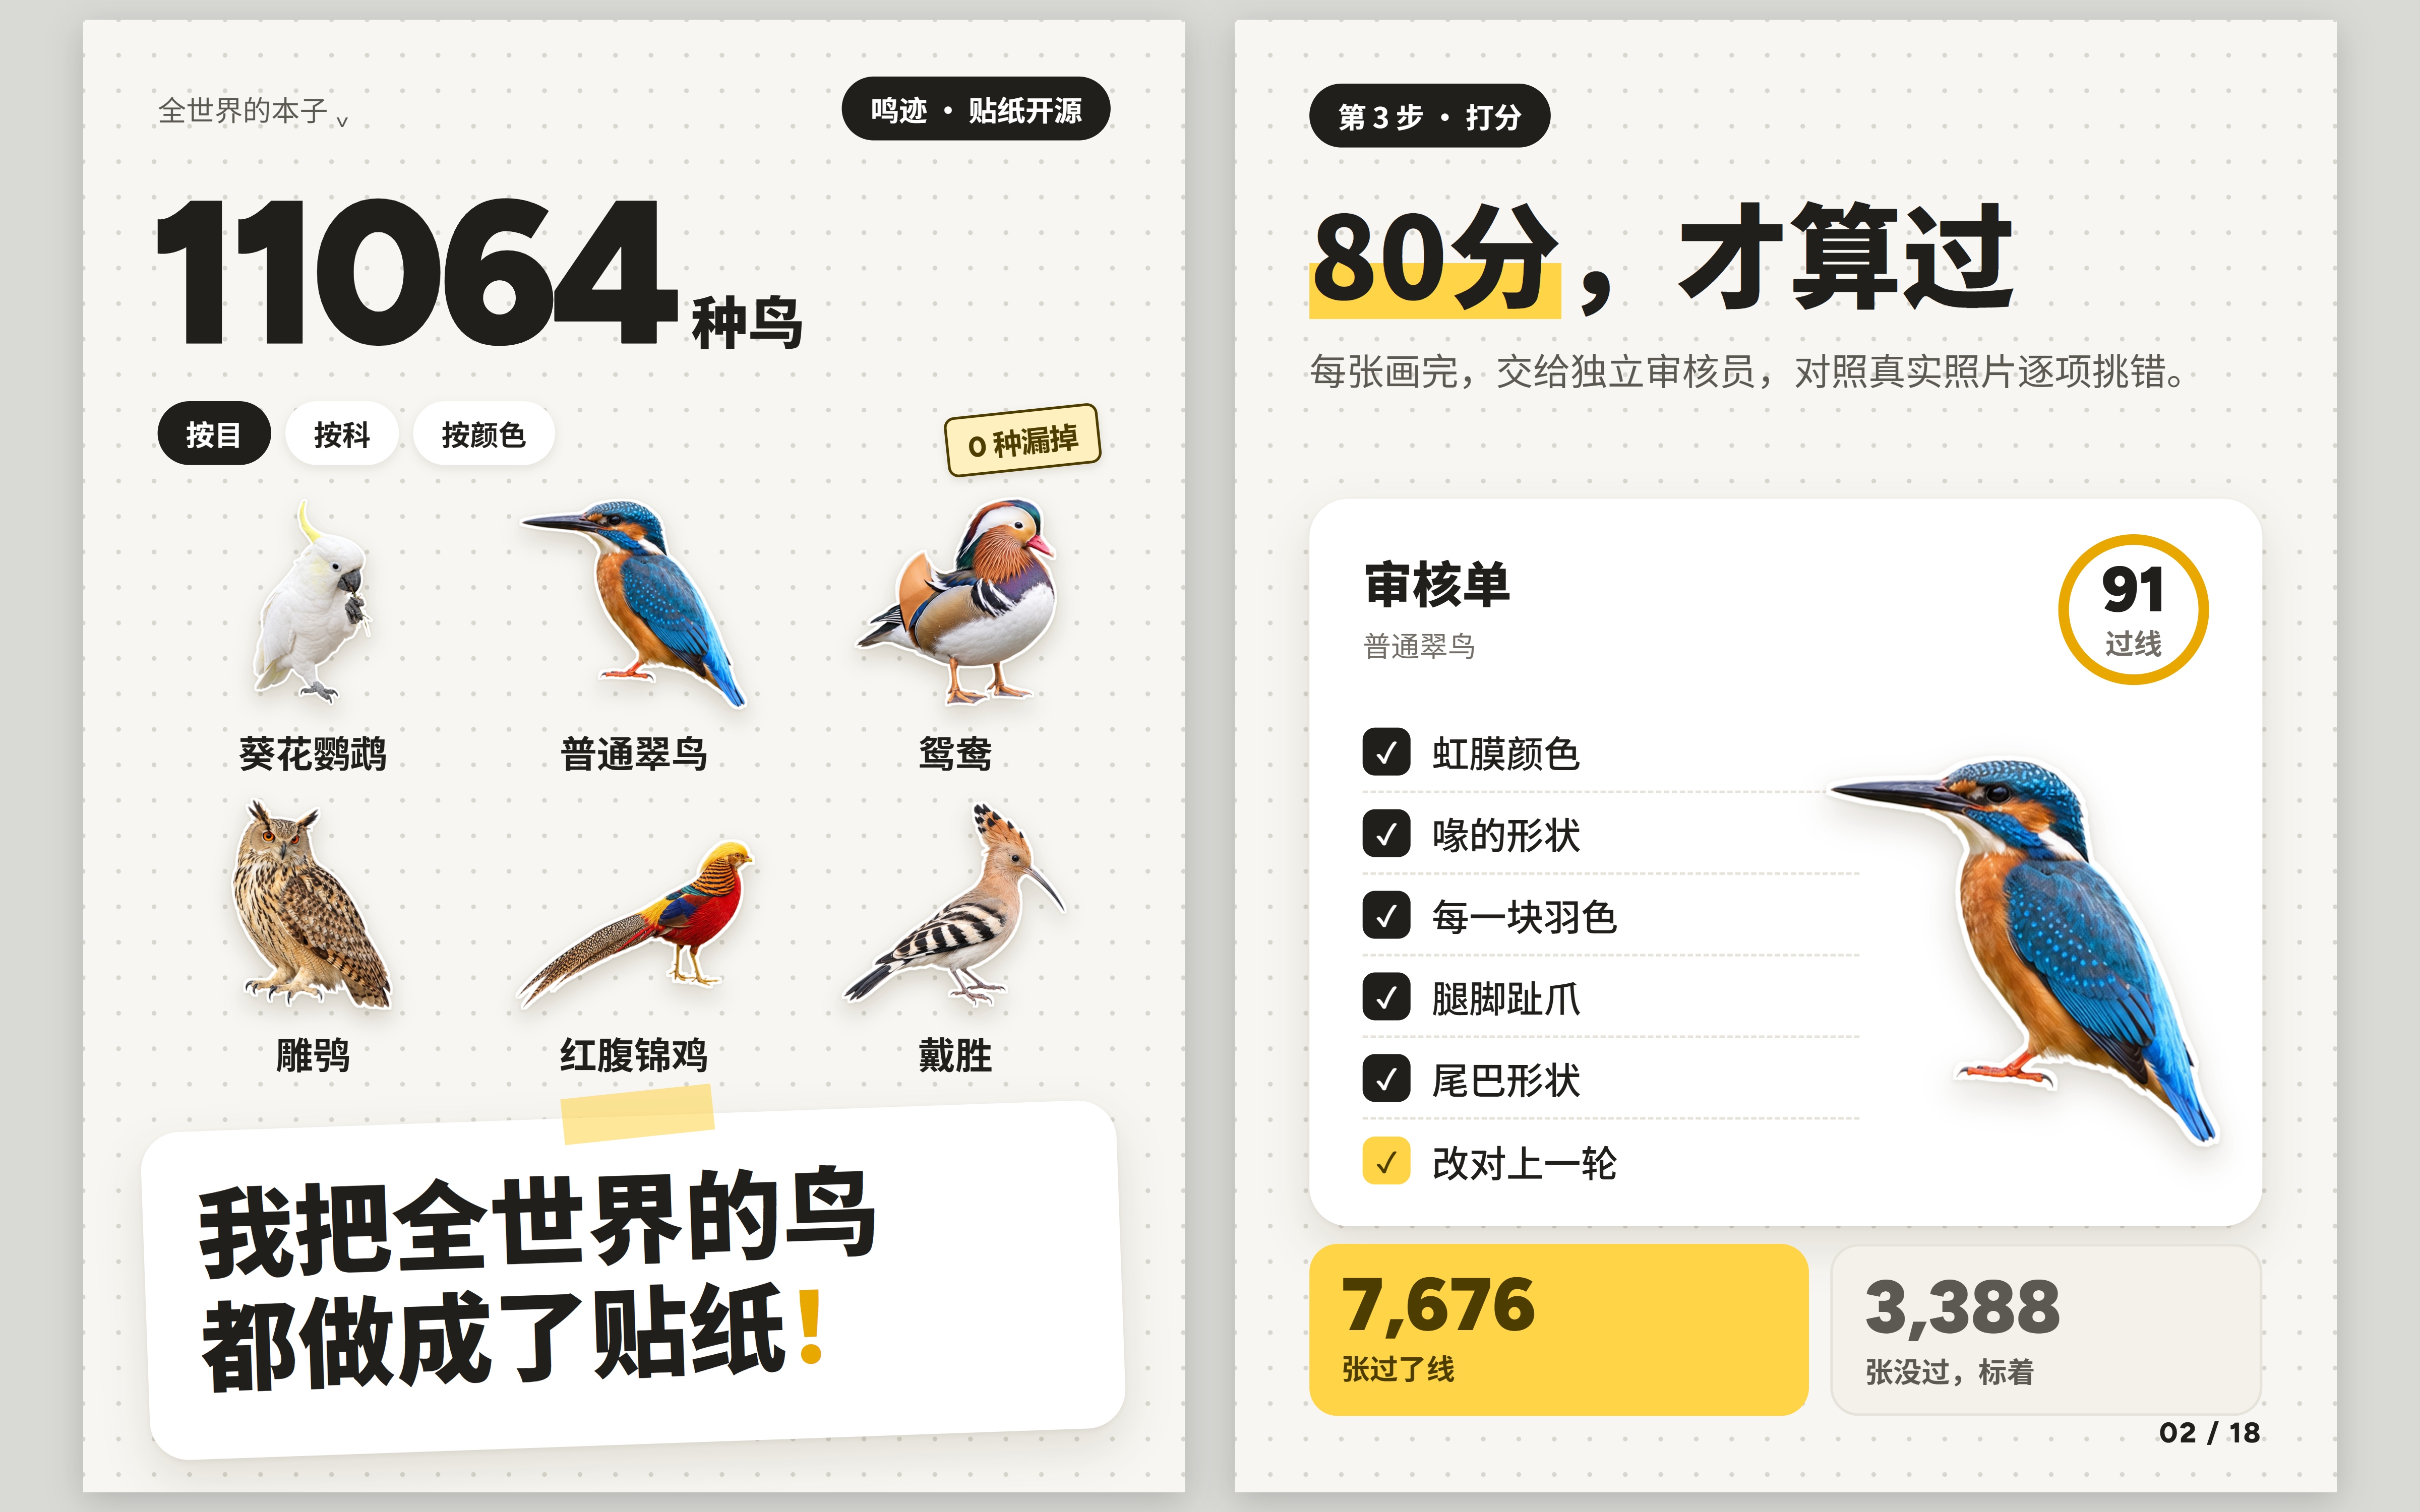 全世界的本子
鸣迹 · 贴纸开源
11064 种鸟
按目
按科
按颜色
0 种漏掉
葵花鹦鹉
普通翠鸟
鸳鸯
雕鸮
红腹锦鸡
戴胜
我把全世界的鸟
都做成了贴纸!
第 3 步 · 打分
80分，才算过
每张画完，交给独立审核员，对照真实照片逐项挑错。
审核单
普通翠鸟
91
过线
虹膜颜色
喙的形状
每一块羽色
腿脚趾爪
尾巴形状
改对上一轮
7,676
张过了线
3,388
张没过，标着
02 / 18